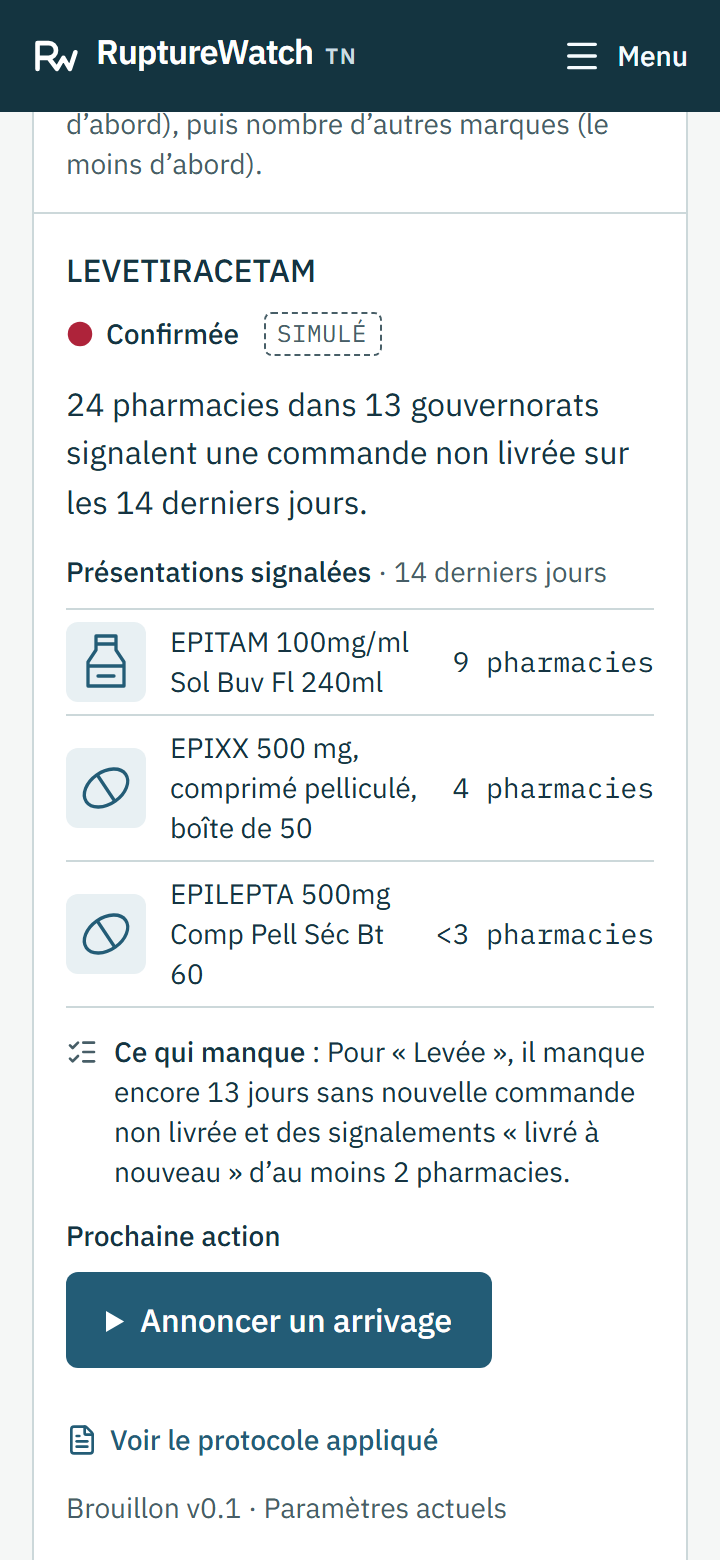 RW RuptureWatch TN
Menu
d’abord), puis nombre d’autres marques (le
moins d’abord).
LEVETIRACETAM
Confirmée SIMULÉ
24 pharmacies dans 13 gouvernorats
signalent une commande non livrée sur
les 14 derniers jours.
Présentations signalées · 14 derniers jours
EPITAM 100mg/ml
Sol Buv Fl 240ml
9 pharmacies
EPIXX 500 mg,
comprimé pelliculé,
boîte de 50
4 pharmacies
EPILEPTA 500mg
Comp Pell Séc Bt
60
<3 pharmacies
Ce qui manque : Pour « Levée », il manque
encore 13 jours sans nouvelle commande
non livrée et des signalements « livré à
nouveau » d’au moins 2 pharmacies.
Prochaine action
Annoncer un arrivage
Voir le protocole appliqué
Brouillon v0.1 · Paramètres actuels